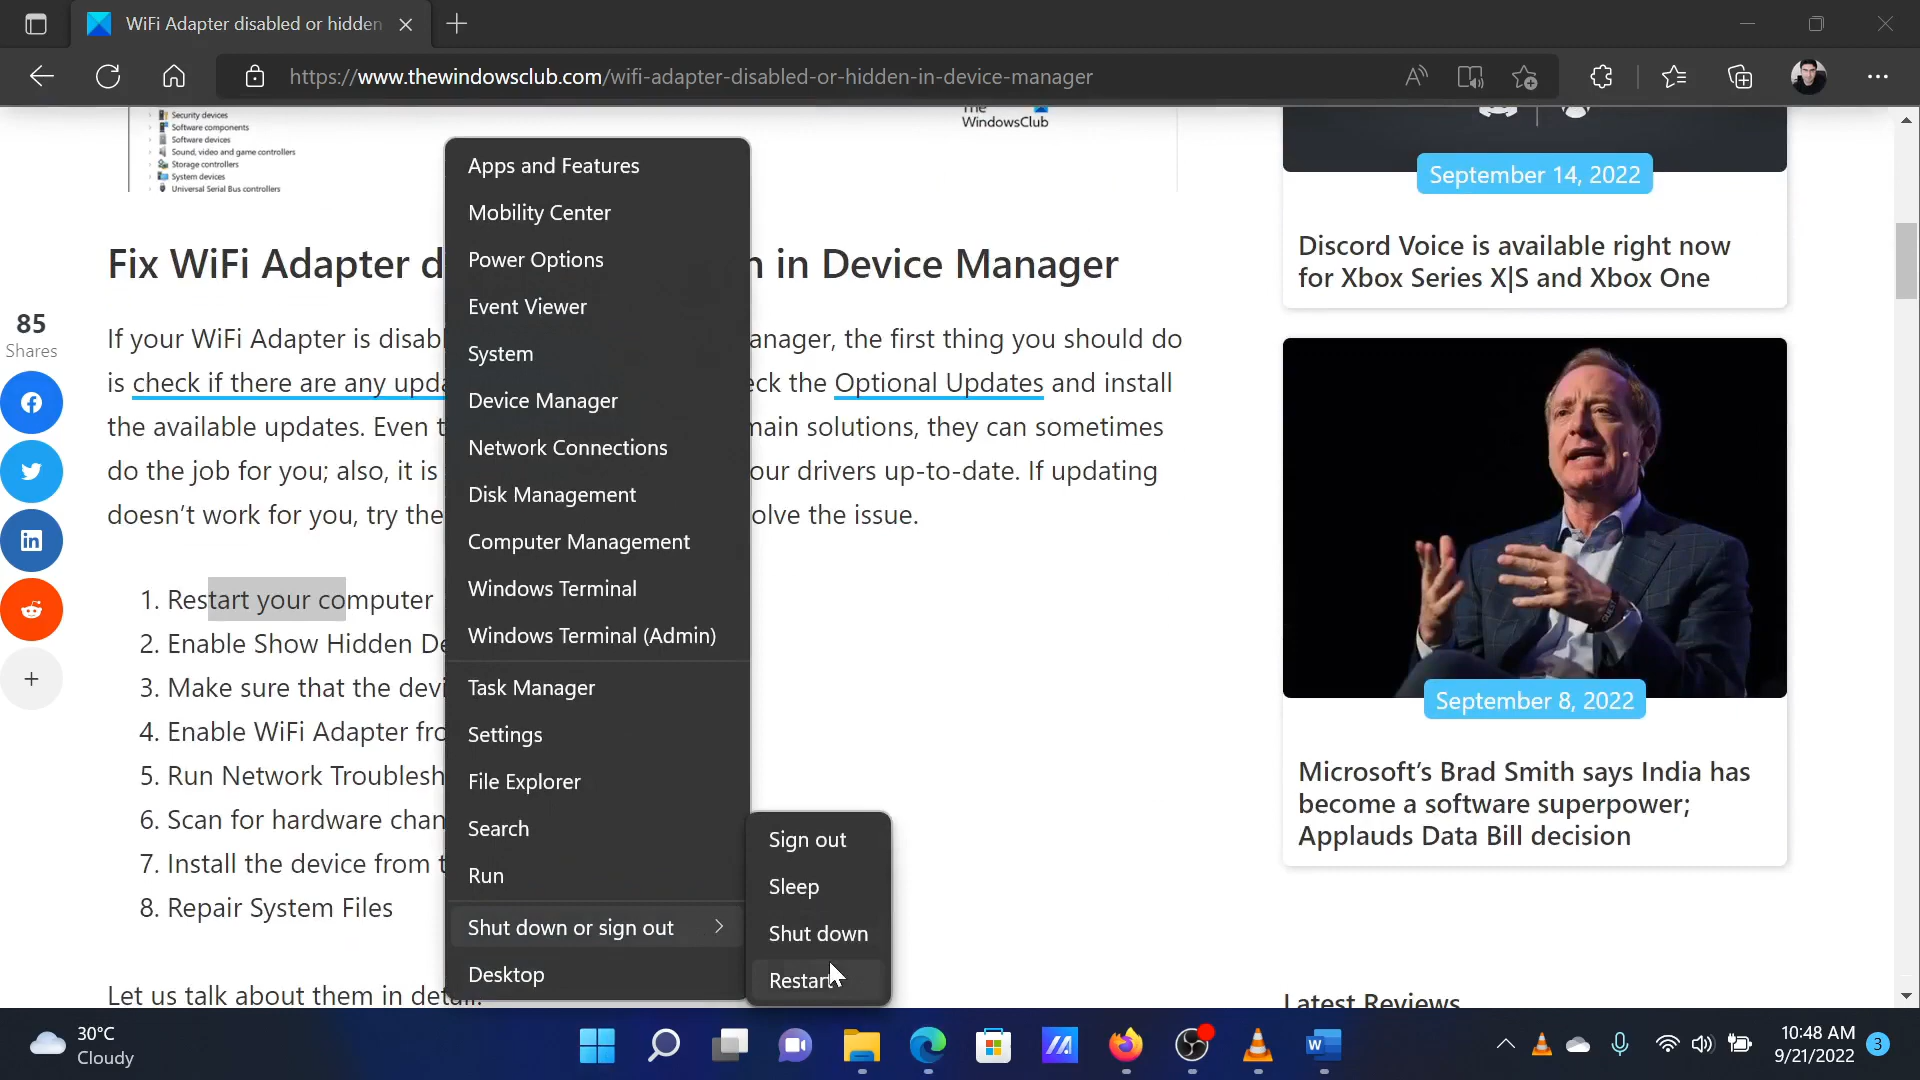 WiFi Adapter disabled or hidden
https://www.thewindowsclub.com/wifi-adapter-disabled-or-hidden-in-device-manager
Security devices
Software components
Software devices
Sound, video and game controllers
Storage controllers
System devices
Universal Serial Bus controllers
The
WindowsClub
Fix WiFi Adapter d
n in Device Manager
85
Shares
If your WiFi Adapter is disabl
anager, the first thing you should do
is check if there are any upda
eck the Optional Updates and install
the available updates. Even t
main solutions, they can sometimes
do the job for you; also, it is
our drivers up-to-date. If updating
doesn't work for you, try the
olve the issue.
1. Restart your computer
2. Enable Show Hidden De
3. Make sure that the devi
4. Enable WiFi Adapter fro
5. Run Network Troublesh
6. Scan for hardware chan
7. Install the device from t
8. Repair System Files
Let us talk about them in detail.
Apps and Features
Mobility Center
Power Options
Event Viewer
System
Device Manager
Network Connections
Disk Management
Computer Management
Windows Terminal
Windows Terminal (Admin)
Task Manager
Settings
File Explorer
Search
Run
Shut down or sign out
Desktop
Sign out
Sleep
Shut down
Restart
September 14, 2022
Discord Voice is available right now
for Xbox Series X|S and Xbox One
September 8, 2022
Microsoft's Brad Smith says India has
become a software superpower;
Applauds Data Bill decision
Latest Reviews
30°C
Cloudy
10:48 AM
9/21/2022
3